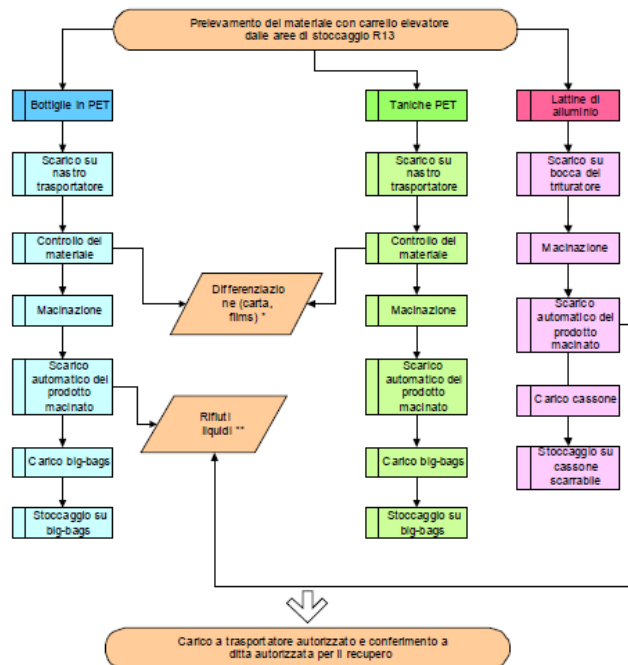 Prelevamento del materiale con carrello elevatore
dalle aree di stoccaggio R13
Bottiglie in PET
Taniche PET
Lattine di
alluminio
Scarico su
nastro
trasportatore
Scarico su
nastro
trasportatore
Scarico su
bocca del
trituratore
Controllo del
materiale
Controllo del
materiale
Macinazione
Differenziazio
ne (carta,
films) *
Macinazione
Macinazione
Scarico
automatico del
prodotto
macinato
Scarico
automatico del
prodotto
macinato
Scarico
automatico del
prodotto
macinato
Rifiuti
liquidi **
Carico cassone
Carico big-bags
Carico big-bags
Stoccaggio su
cassone
scarrabile
Stoccaggio su
big-bags
Stoccaggio su
big-bags
Carico a trasportatore autorizzato e conferimento a
ditta autorizzata per il recupero